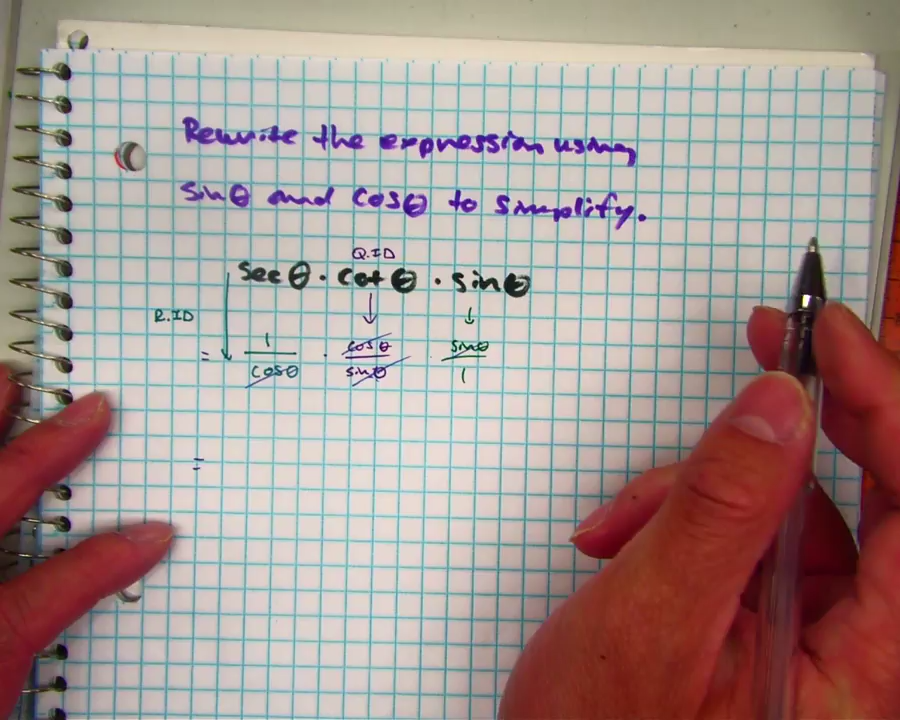 Rewrite the expression using
sinθ and cosθ to simplify.
Q.ID
secθ · cotθ · sinθ
R.ID
= 1/cosθ · cosθ/sinθ · sinθ/1
=